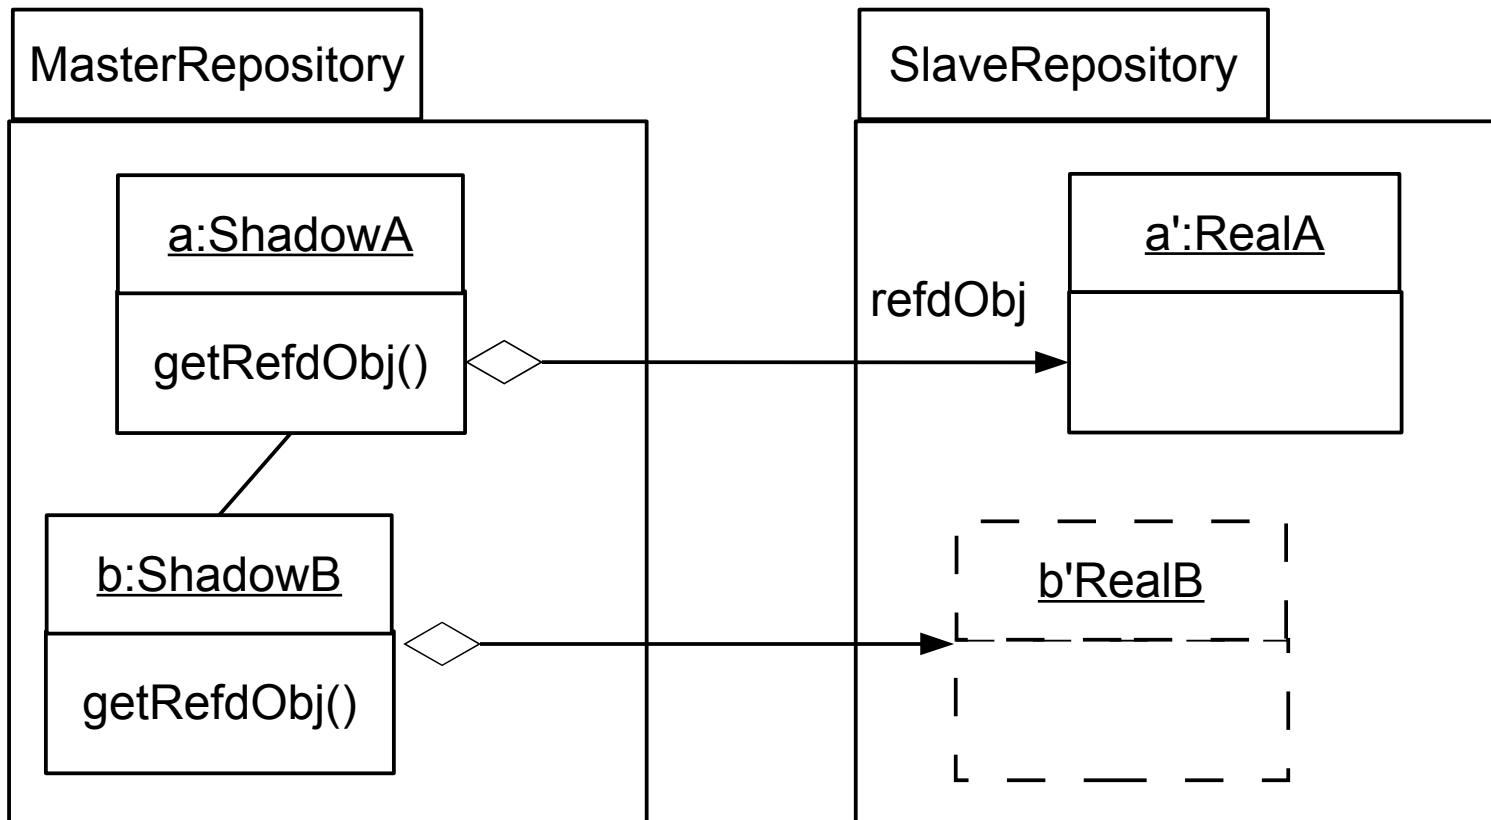 MasterRepository
SlaveRepository
a:ShadowA
a':RealA
refdObj
getRefdObj()
b:ShadowB
b'RealB
getRefdObj()